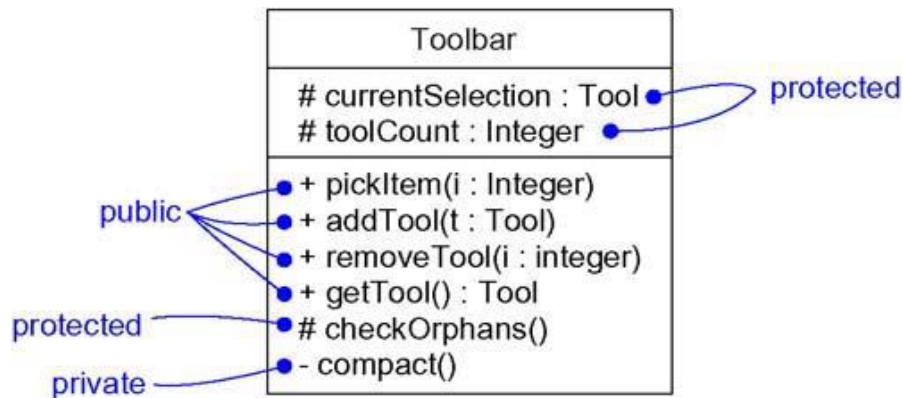 Toolbar
# currentSelection : Tool
protected
# toolCount : Integer
+ pickItem(i : Integer)
public
+ addTool(t : Tool)
+ removeTool(i : integer)
+ getTool() : Tool
protected
# checkOrphans()
- compact()
private